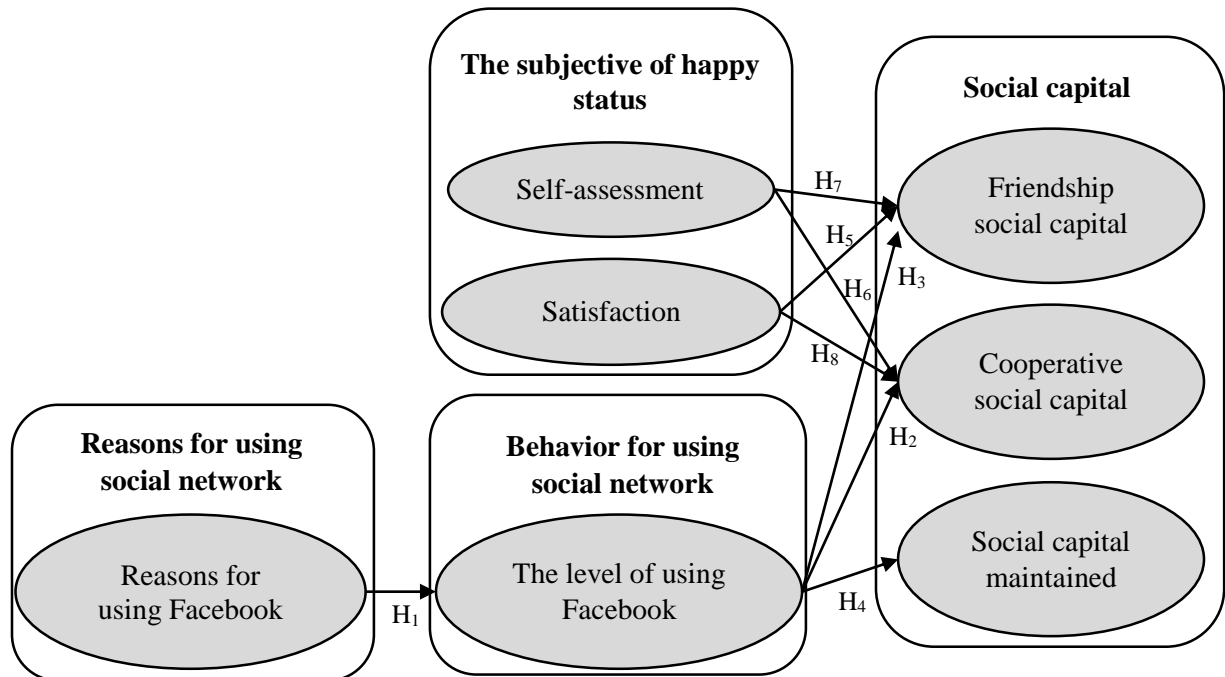 The subjective of happy
status
Self-assessment
Satisfaction
Social capital
Friendship
social capital
Cooperative
social capital
Social capital
maintained
H₇
H₅
H₃
H₆
H₈
H₂
H₄
Reasons for using
social network
Reasons for
using Facebook
H₁
Behavior for using
social network
The level of using
Facebook